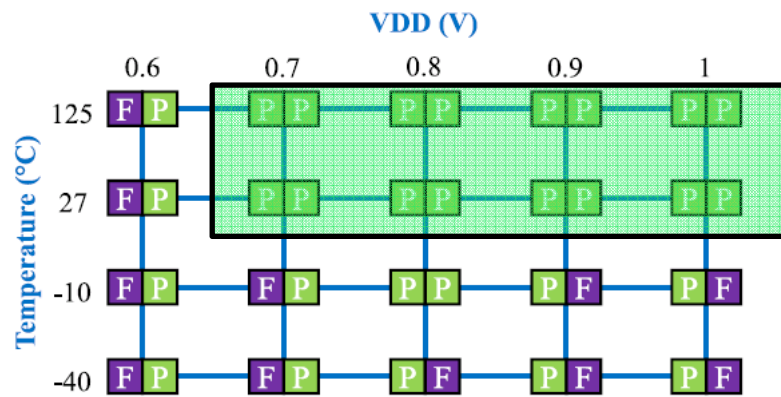 VDD (V)
0.6 0.7 0.8 0.9 1
Temperature (°C)
125 F P P P P P P P P P
27 F P P P P P P P P P
-10 F P F P P P P F P F
-40 F P F P P F P F P F